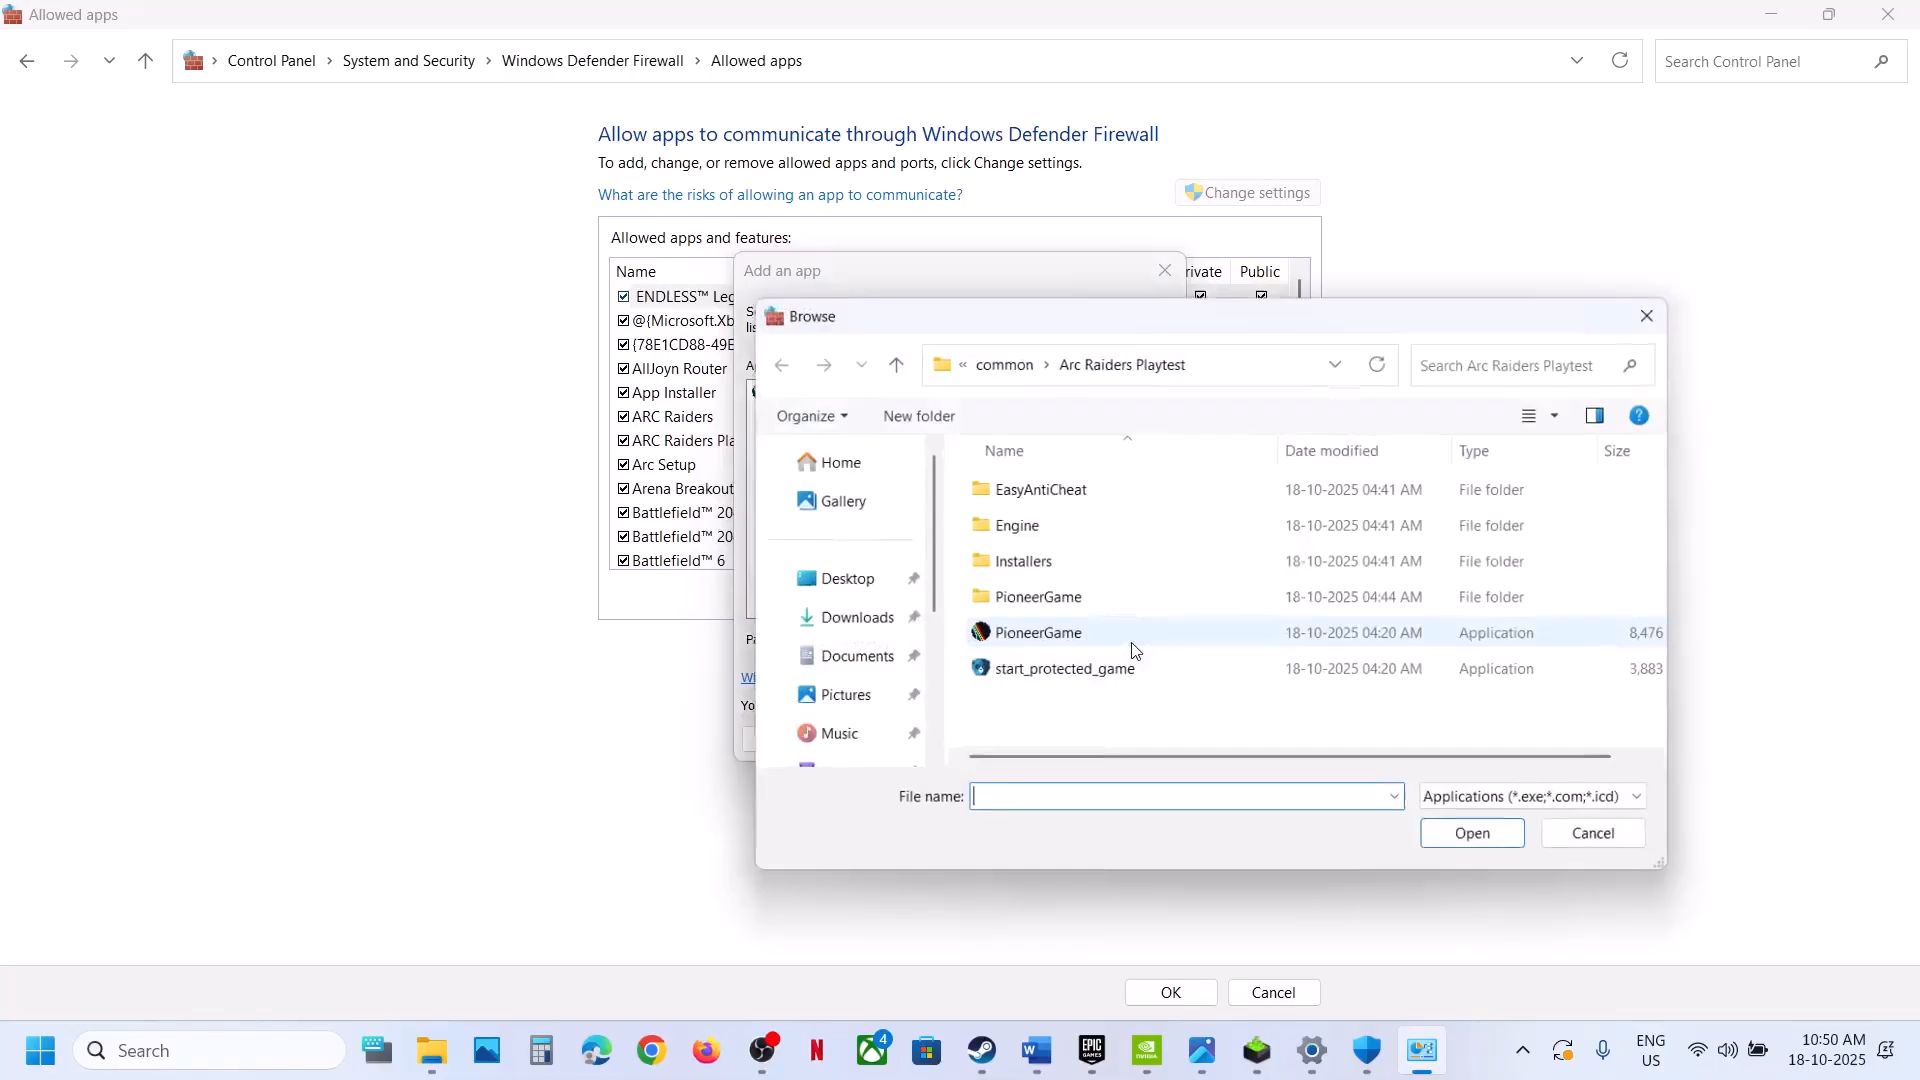 Allowed apps
Control Panel > System and Security > Windows Defender Firewall > Allowed apps
Search Control Panel
Allow apps to communicate through Windows Defender Firewall
To add, change, or remove allowed apps and ports, click Change settings.
What are the risks of allowing an app to communicate?
Change settings
Allowed apps and features:
Name
rivate
Public
ENDLESS™ Leg
@{Microsoft.Xb
{78E1CD88-49E
AllJoyn Router
App Installer
ARC Raiders
ARC Raiders Pla
Arc Setup
Arena Breakout
Battlefield™ 20
Battlefield™ 20
Battlefield™ 6
Add an app
Browse
« common > Arc Raiders Playtest
Search Arc Raiders Playtest
Organize
New folder
Home
Gallery
Desktop
Downloads
Documents
Pictures
Music
Name
Date modified
Type
Size
EasyAntiCheat 18-10-2025 04:41 AM File folder
Engine 18-10-2025 04:41 AM File folder
Installers 18-10-2025 04:41 AM File folder
PioneerGame 18-10-2025 04:44 AM File folder
PioneerGame 18-10-2025 04:20 AM Application 8,476
start_protected_game 18-10-2025 04:20 AM Application 3,883
File name:
Applications (*.exe;*.com;*.icd)
Open
Cancel
OK
Cancel
Search
4
EPIC GAMES
NVIDIA
ENG
US
10:50 AM
18-10-2025